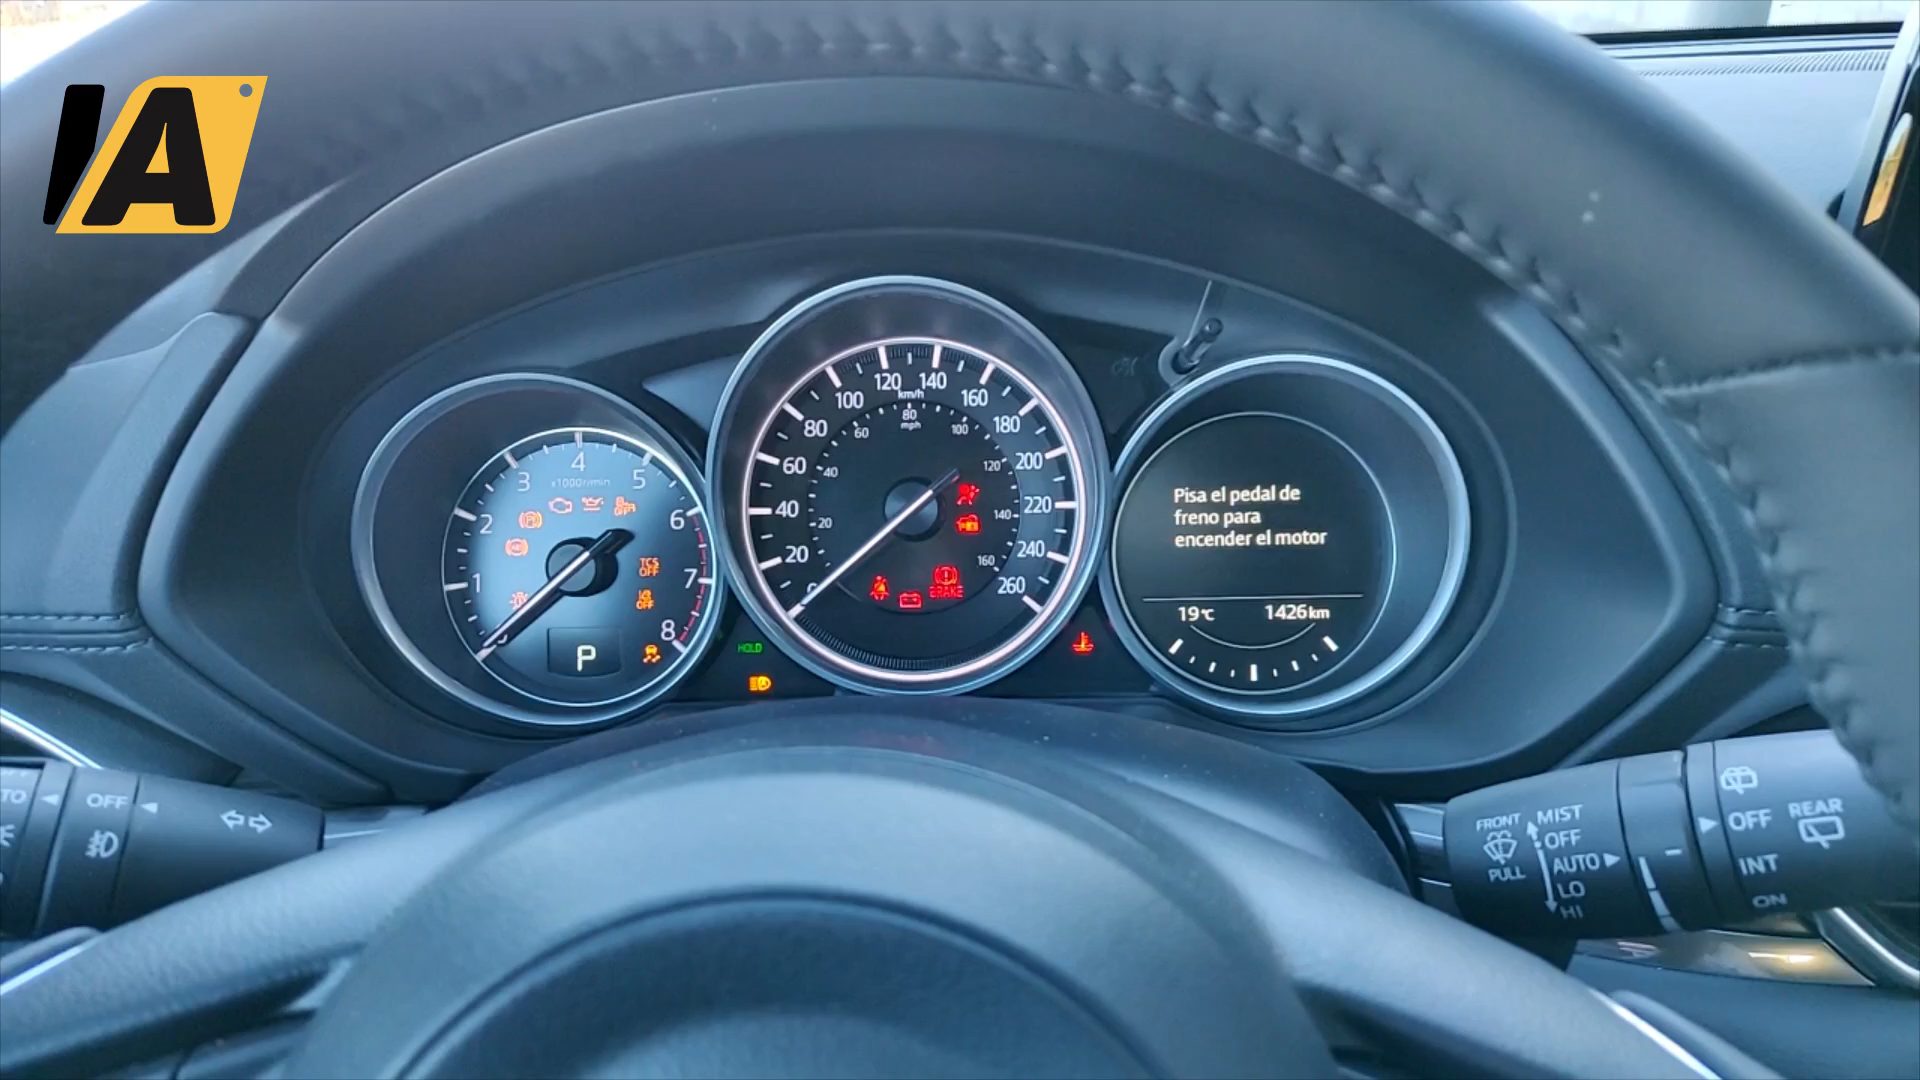 IA
3
4
5
x1000r/min
2
6
1
7
8
TCS
OFF
OFF
P
HOLD
120
140
km/h
100
160
80
mph
80
60
100
180
60
40
120
200
40
20
140
220
20
160
240
0
260
BRAKE
Pisa el pedal de
freno para
encender el motor
19°C
1426km
OFF
FRONT
MIST
OFF
PULL
AUTO
LO
HI
OFF
REAR
INT
ON